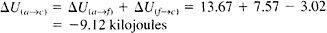 ΔU(a→c) = ΔU(a→f) + ΔU(f→c) = 13.67 + 7.57 − 3.02
= −9.12 kilojoules